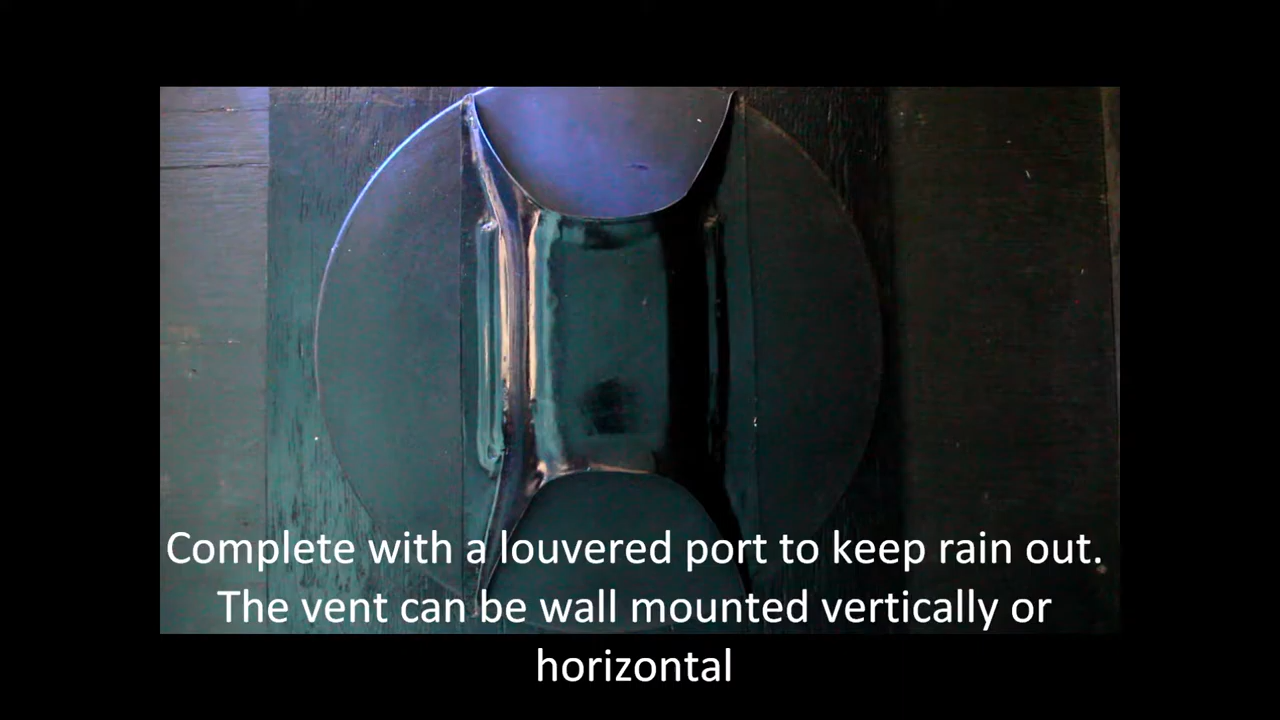 Complete with a louvered port to keep rain out.
The vent can be wall mounted vertically or
horizontal